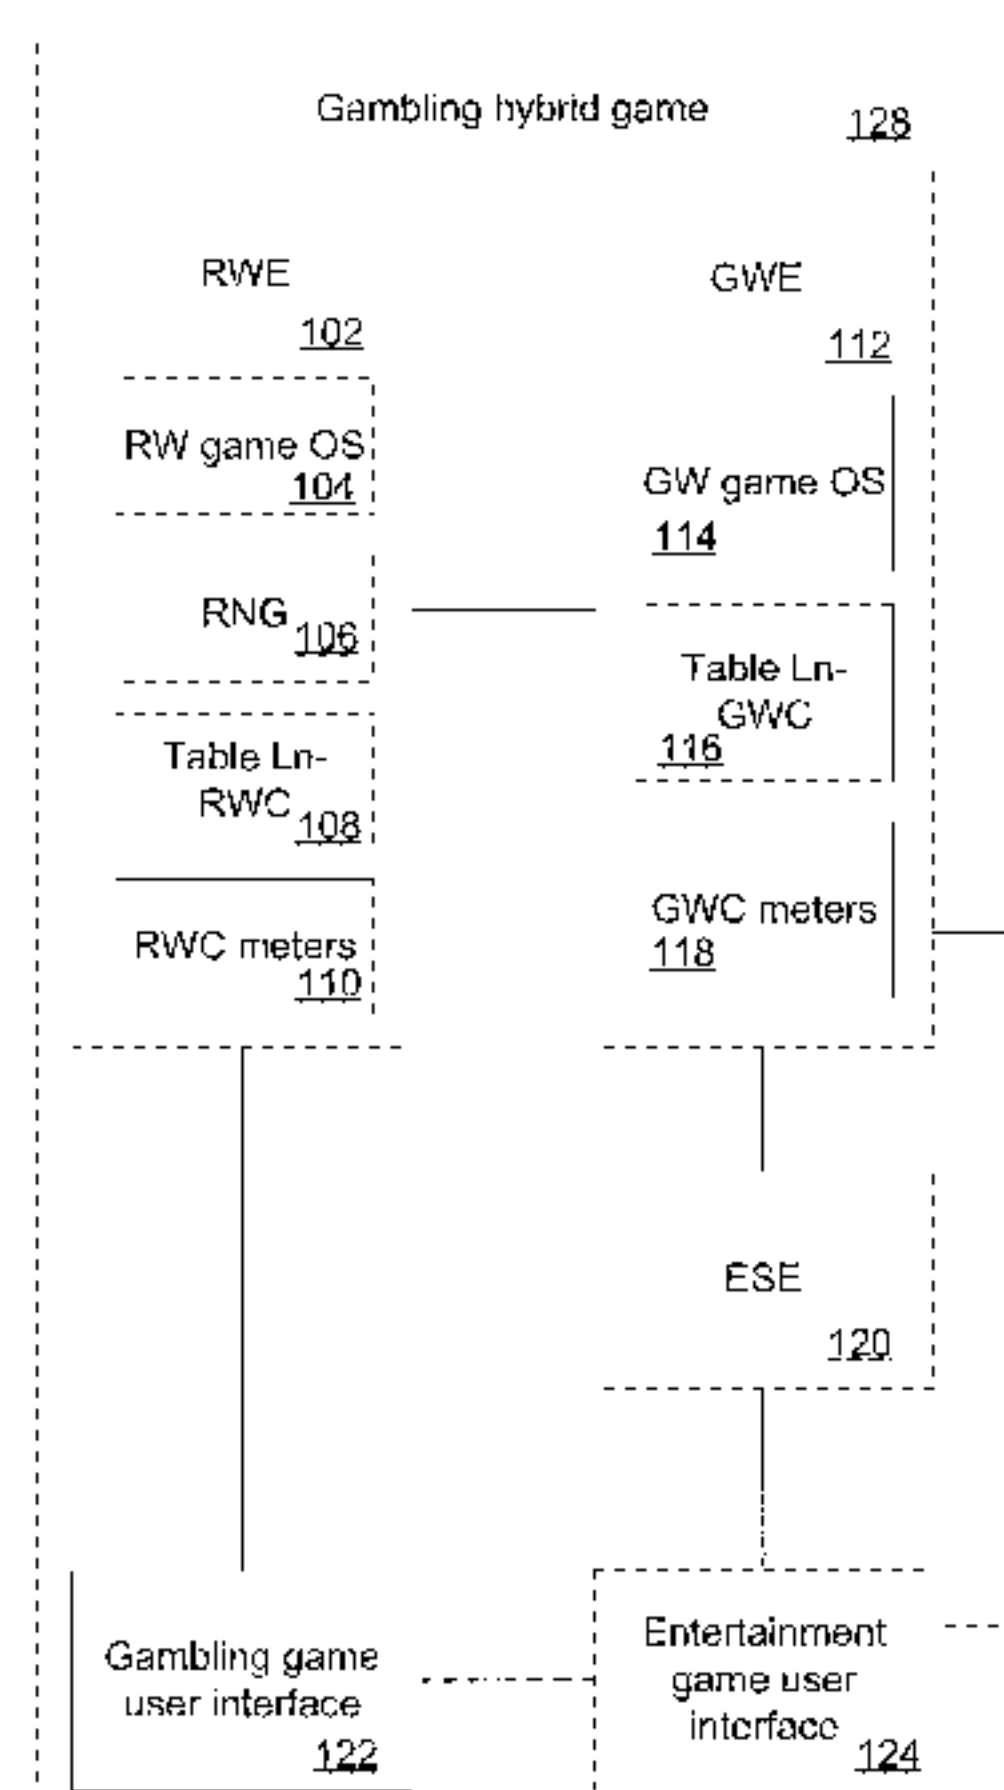 Gambling hybrid game
128
RWE
102
RW game OS
104
RNG
106
Table Ln-
RWC
108
RWC meters
110
GWE
112
GW game OS
114
Table Ln-
GWC
116
GWC meters
118
ESE
120
Gambling game
user interface
122
Entertainment
game user
interface
124